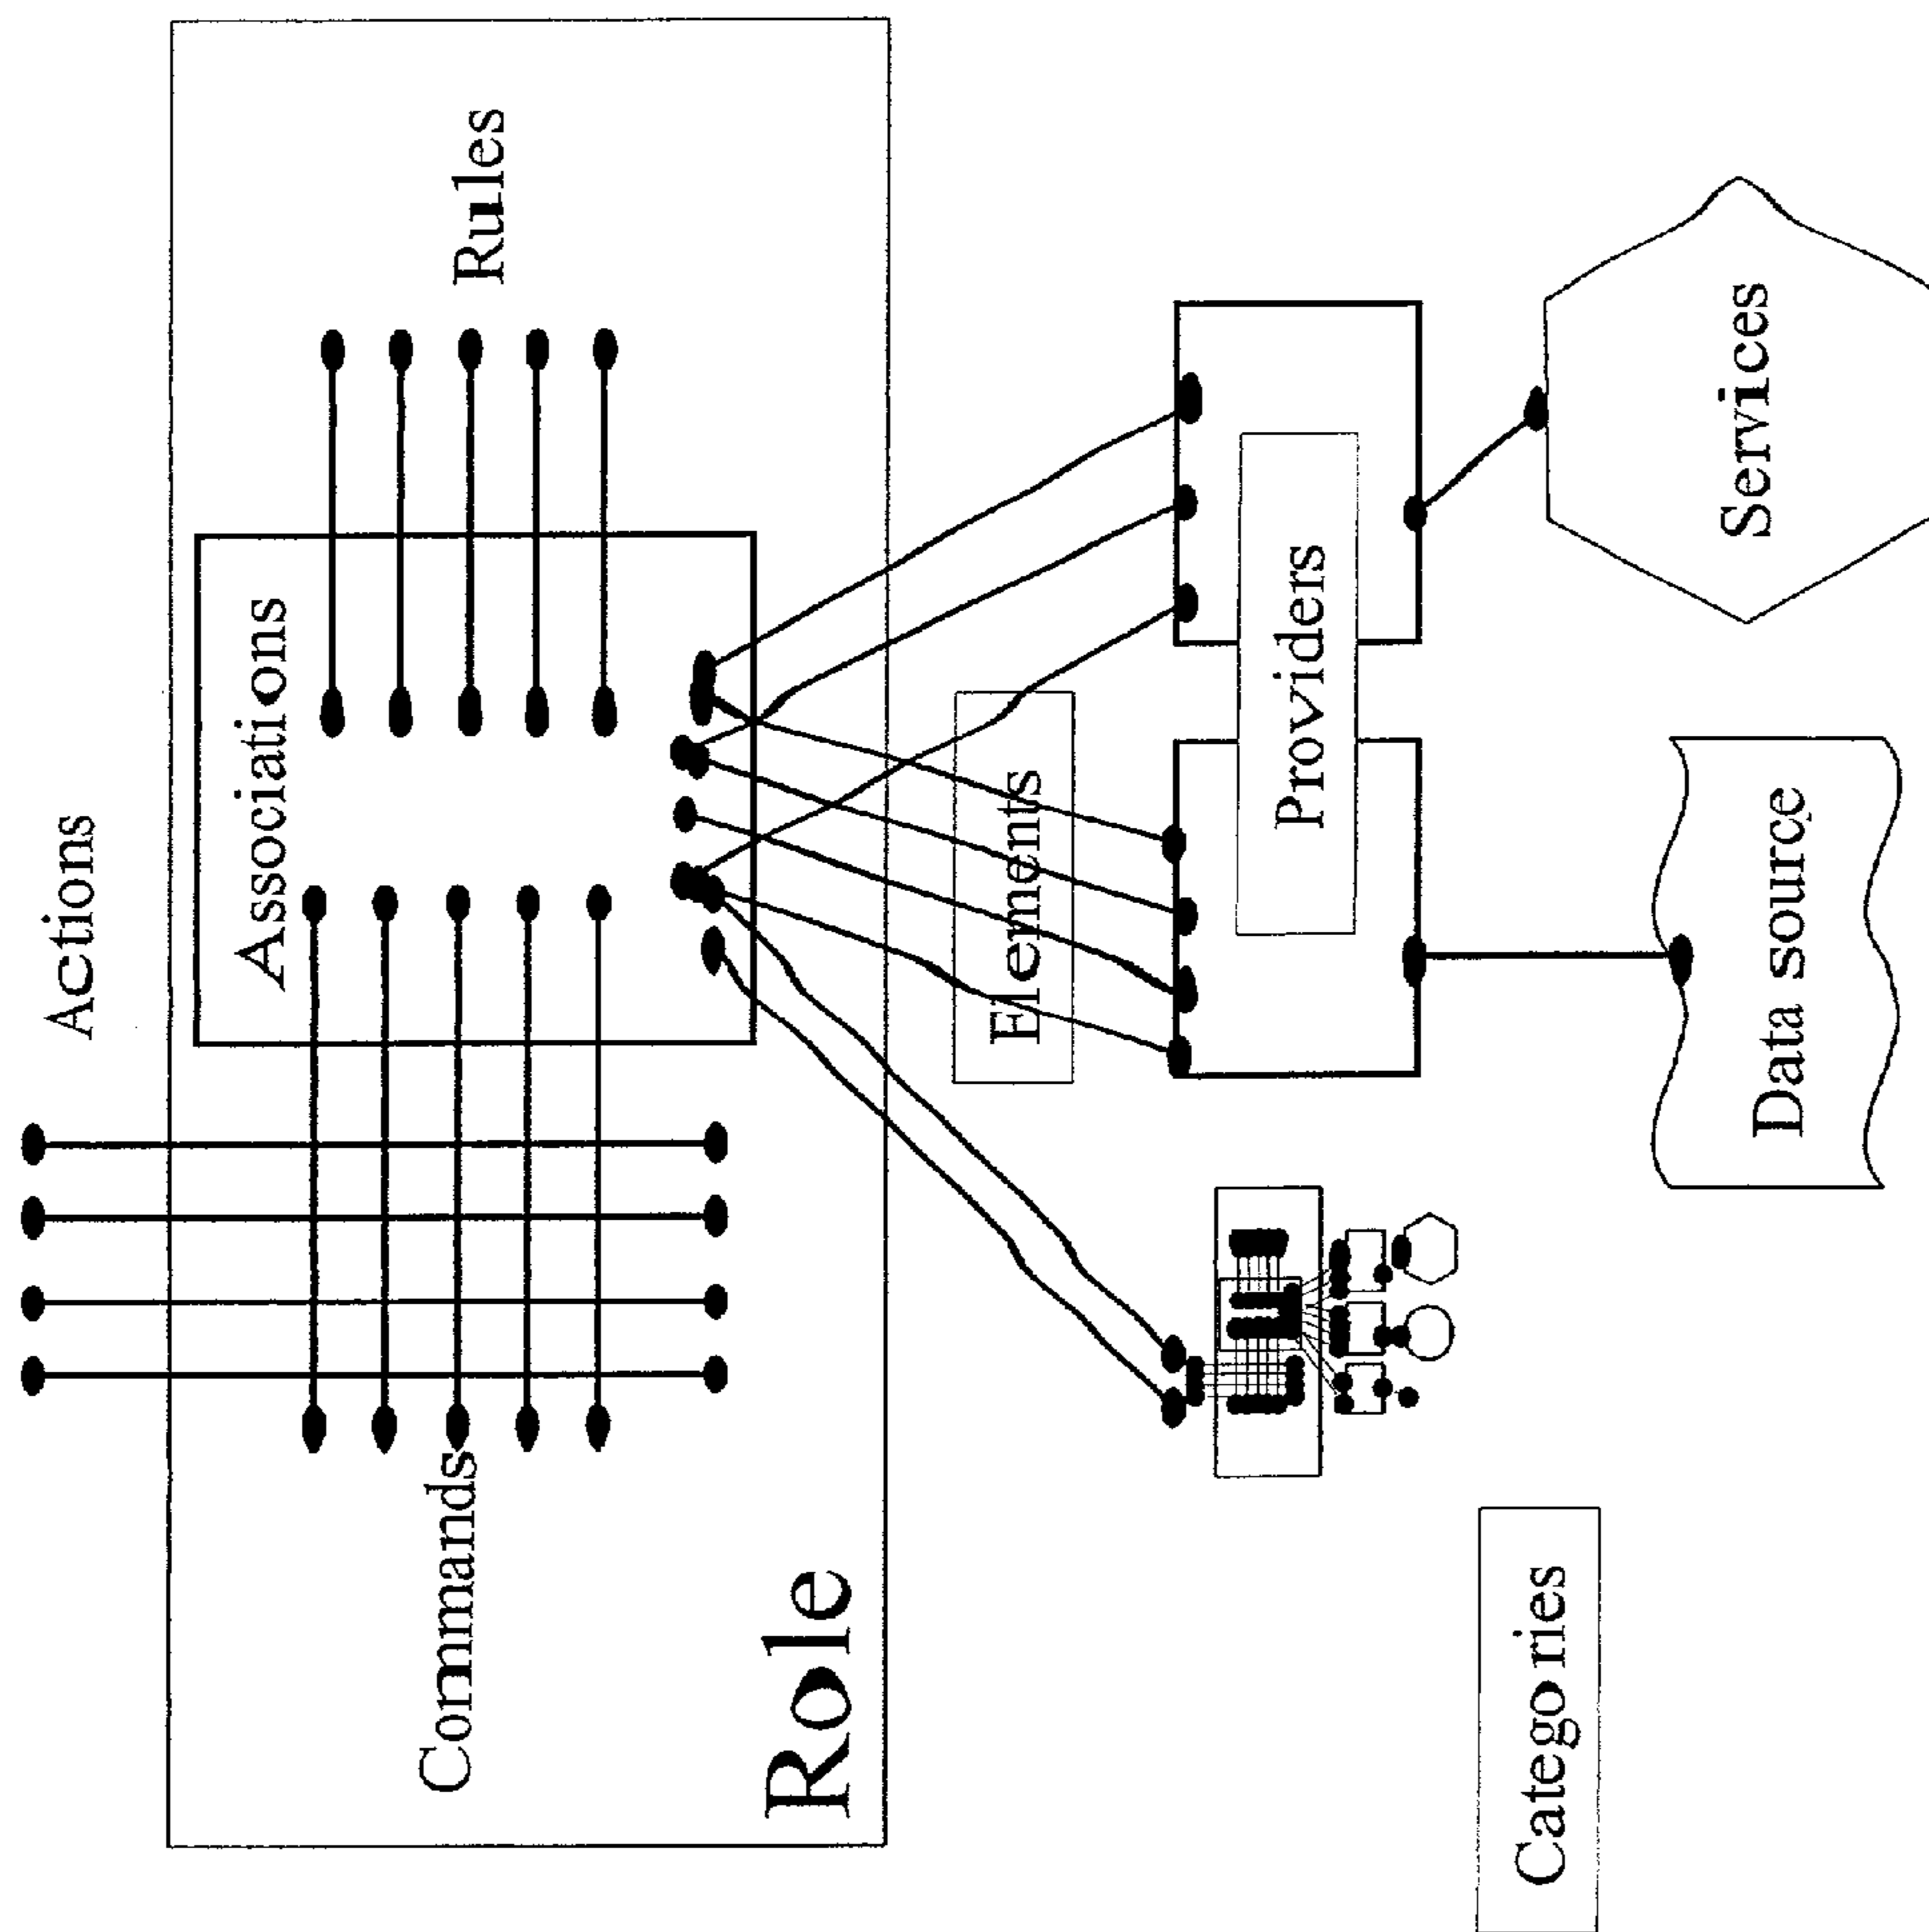 Actions
Associations
Rules
Commands
Role
Elements
Providers
Categories
Data source
Services